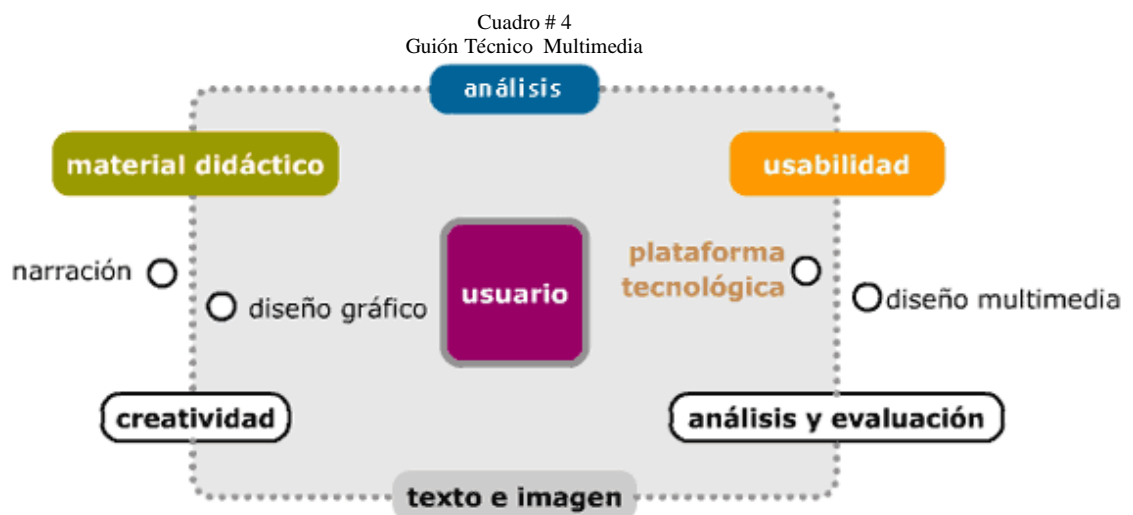 Cuadro # 4
Guión Técnico Multimedia
análisis
material didáctico
usabilidad
narración
diseño gráfico
usuario
plataforma
tecnológica
diseño multimedia
creatividad
análisis y evaluación
texto e imagen